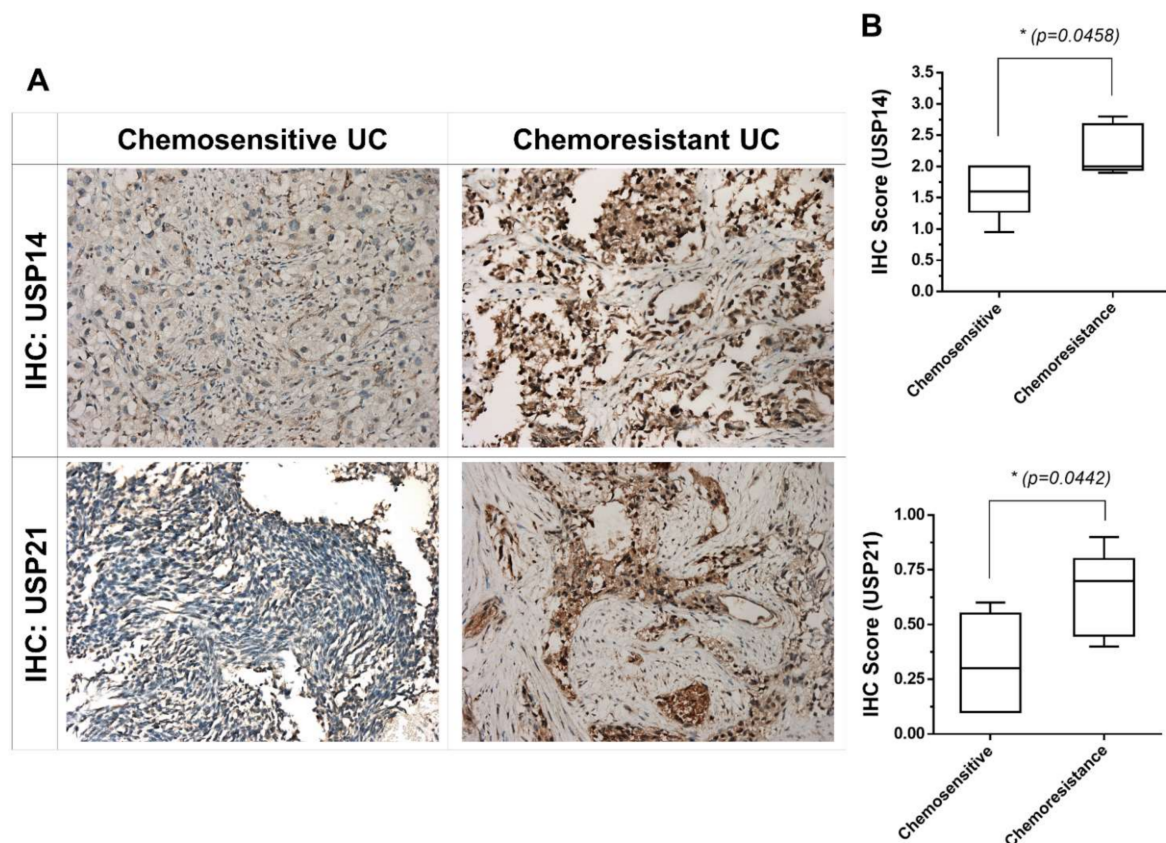 A
Chemosensitive UC
Chemoresistant UC
IHC: USP14
IHC: USP21
B
* (p=0.0458)
IHC Score (USP14)
3.5
3.0
2.5
2.0
1.5
1.0
0.5
0.0
Chemosensitive
Chemoresistance
* (p=0.0442)
IHC Score (USP21)
1.00
0.75
0.50
0.25
0.00
Chemosensitive
Chemoresistance